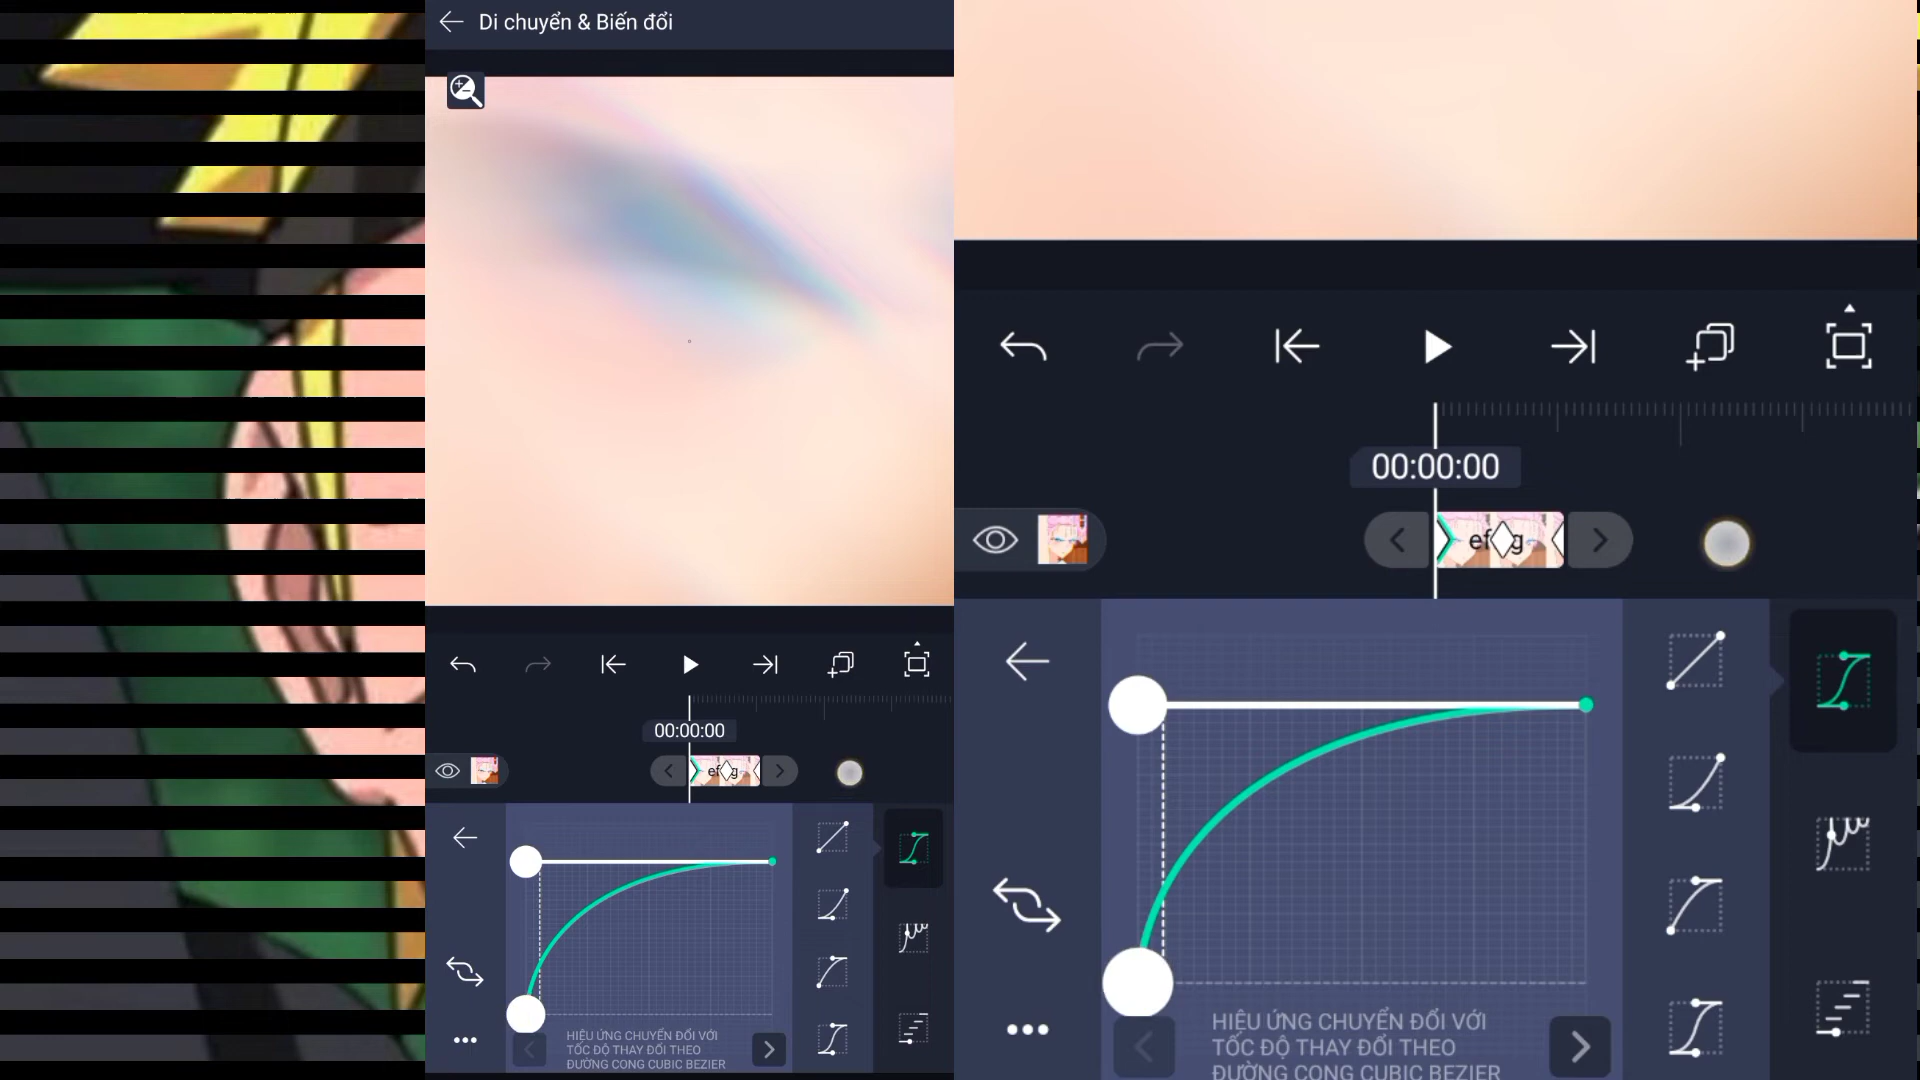 Di chuyển & Biến đổi
00:00:00
HIỆU ỨNG CHUYỂN ĐỔI VỚI
TỐC ĐỘ THAY ĐỔI THEO
ĐƯỜNG CONG CUBIC BEZIER
00:00:00
HIỆU ỨNG CHUYỂN ĐỔI VỚI
TỐC ĐỘ THAY ĐỔI THEO
ĐƯỜNG CONG CUBIC BEZIER